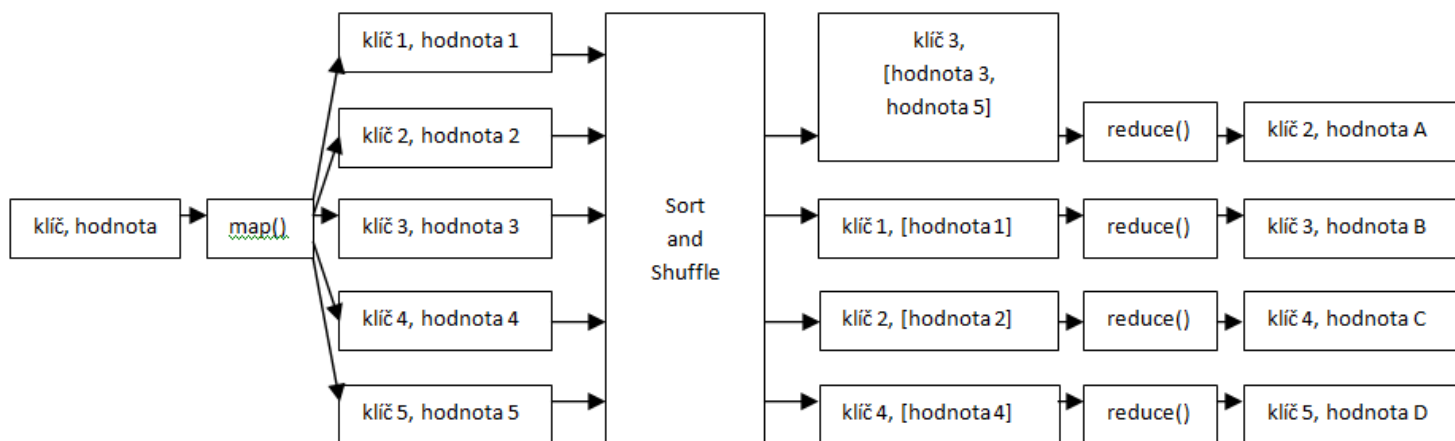 klíč, hodnota
map()
klíč 1, hodnota 1
klíč 2, hodnota 2
klíč 3, hodnota 3
klíč 4, hodnota 4
klíč 5, hodnota 5
Sort
and
Shuffle
klíč 3,
[hodnota 3,
hodnota 5]
klíč 1, [hodnota 1]
klíč 2, [hodnota 2]
klíč 4, [hodnota 4]
reduce()
reduce()
reduce()
reduce()
klíč 2, hodnota A
klíč 3, hodnota B
klíč 4, hodnota C
klíč 5, hodnota D